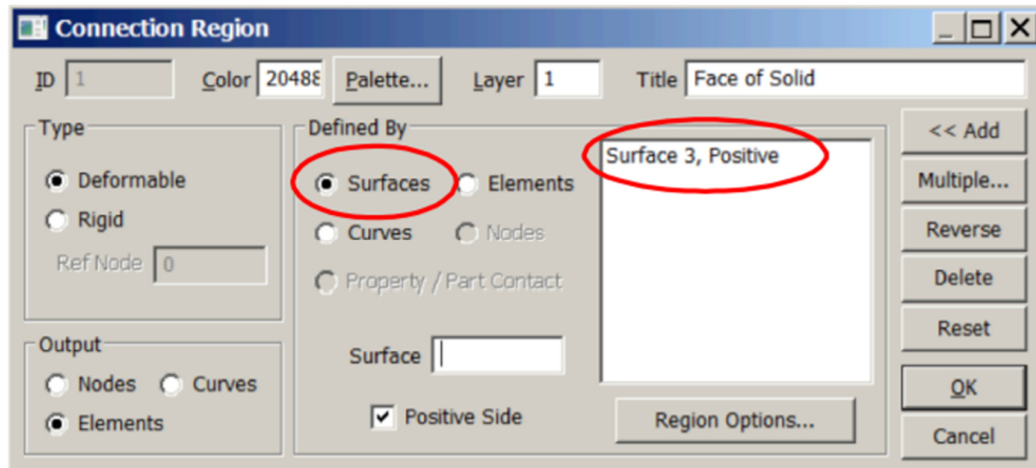 Connection Region
ID 1 Color 20488 Palette... Layer 1 Title Face of Solid
Type
Deformable
Rigid
Ref Node 0
Output
Nodes Curves
Elements
Defined By
Surfaces Elements
Curves Nodes
Property / Part Contact
Surface
Positive Side
Surface 3, Positive
Region Options...
<< Add
Multiple...
Reverse
Delete
Reset
OK
Cancel